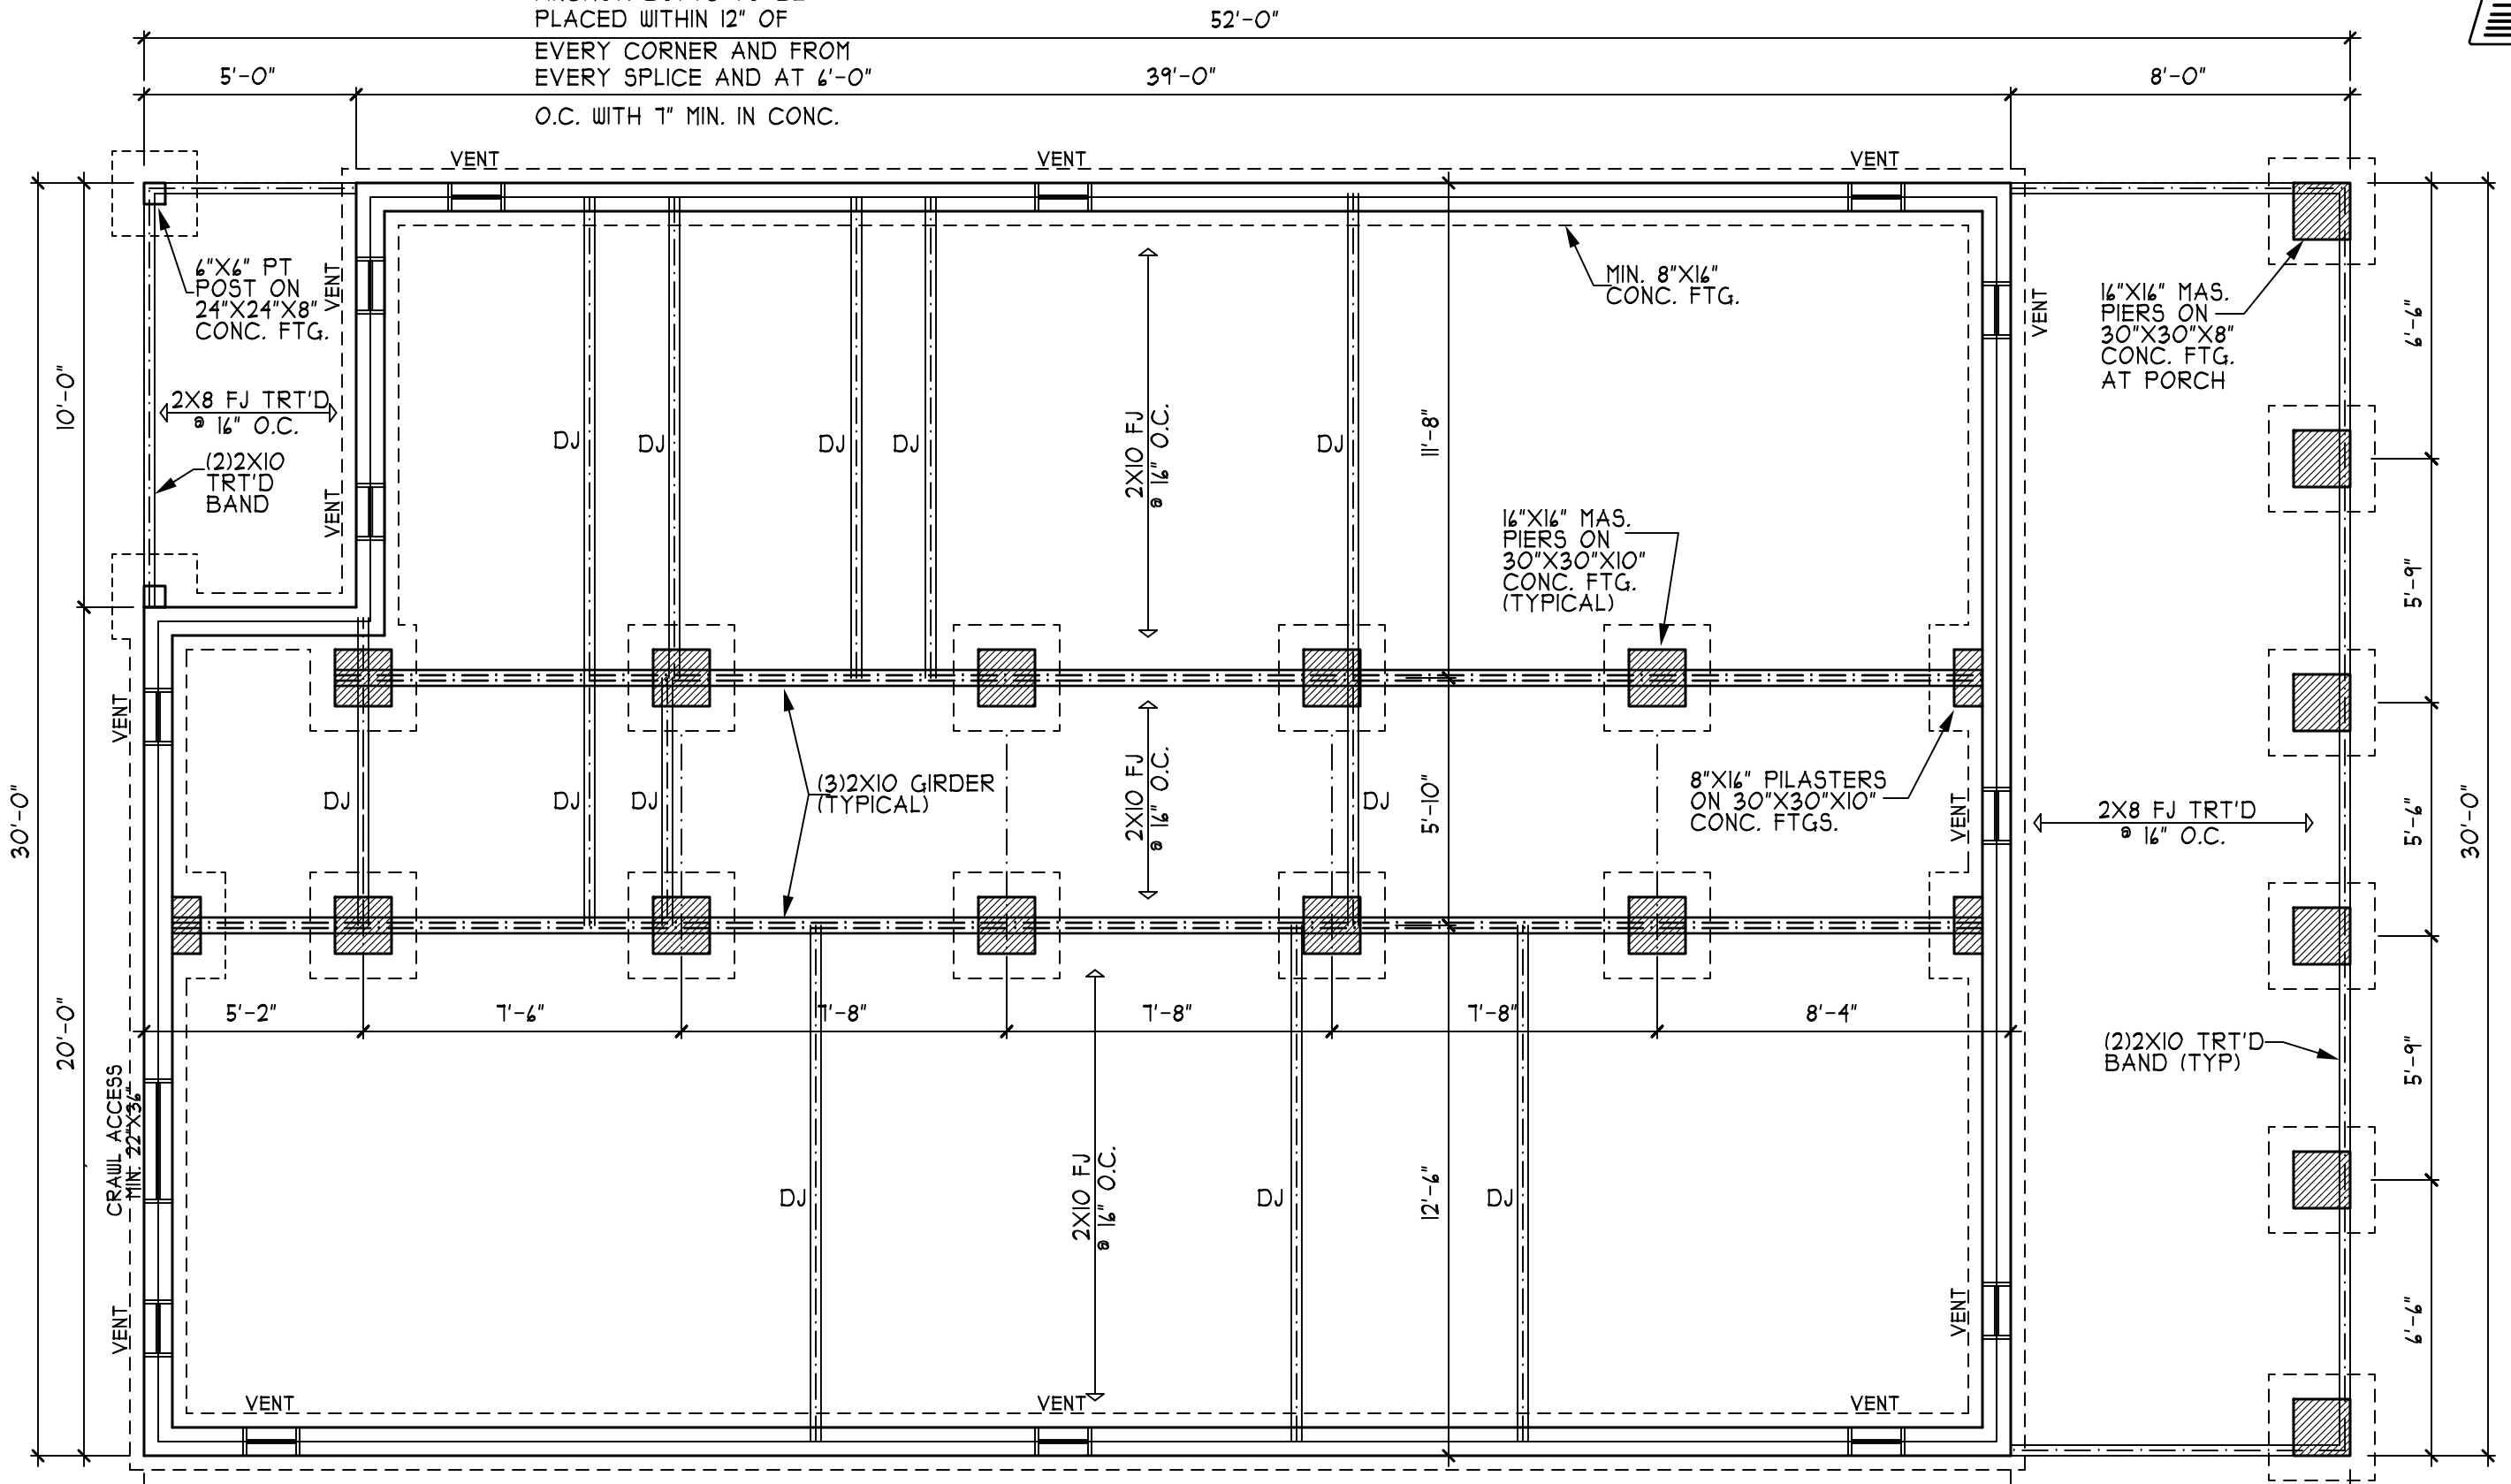 PLACED WITHIN 12" OF
EVERY CORNER AND FROM
EVERY SPLICE AND AT 6'-0"
O.C. WITH 7" MIN. IN CONC.
52'-0"
5'-0"
39'-0"
8'-0"
VENT
VENT
VENT
6"X6" PT
POST ON
24"X24"X8"
CONC. FTG.
VENT
MIN. 8"X16"
CONC. FTG.
VENT
16"X16" MAS.
PIERS ON
30"X30"X8"
CONC. FTG.
AT PORCH
6'-6"
10'-0"
2X8 FJ TRT'D
@ 16" O.C.
(2)2X10
TRT'D
BAND
VENT
DJ
DJ
DJ
DJ
2X10 FJ
@ 16" O.C.
DJ
11'-8"
16"X16" MAS.
PIERS ON
30"X30"X10"
CONC. FTG.
(TYPICAL)
5'-9"
VENT
30'-0"
DJ
DJ
DJ
(3)2X10 GIRDER
(TYPICAL)
2X10 FJ
@ 16" O.C.
DJ
5'-10"
8"X16" PILASTERS
ON 30"X30"X10"
CONC. FTGS.
VENT
2X8 FJ TRT'D
@ 16" O.C.
5'-6"
30'-0"
20'-0"
5'-2"
7'-6"
7'-8"
7'-8"
7'-8"
8'-4"
(2)2X10 TRT'D
BAND (TYP)
5'-9"
CRAWL ACCESS
MIN. 22"X36"
DJ
2X10 FJ
@ 16" O.C.
DJ
12'-6"
DJ
VENT
VENT
6'-6"
VENT
VENT
VENT